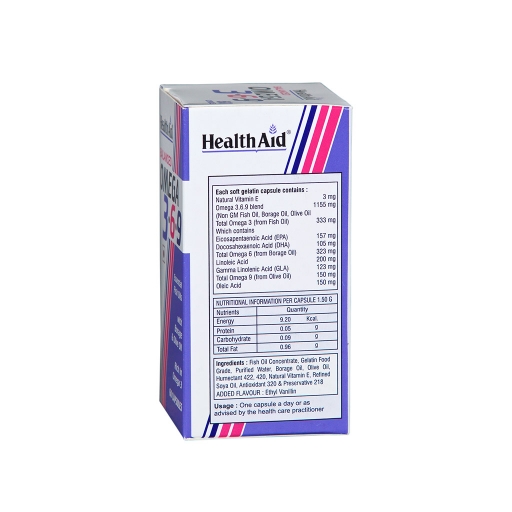 OMEGA
3·6·9
HealthAid®
OMEGA
3·6·9
Each soft gelatin capsule contains :
Natural Vitamin E 3 mg
Omega 3.6.9 blend 1155 mg
(Non GM Fish Oil, Borage Oil, Olive Oil
Total Omega 3 (from Fish Oil) 333 mg
Which contains
Eicosapentaenoic Acid (EPA) 157 mg
Docosahexaenoic Acid (DHA) 105 mg
Total Omega 6 (from Borage Oil) 323 mg
Linoleic Acid 200 mg
Gamma Linolenic Acid (GLA) 123 mg
Total Omega 9 (from Olive Oil) 150 mg
Oleic Acid 150 mg
NUTRITIONAL INFORMATION PER CAPSULE 1.50 G
Nutrients Quantity
Energy 9.20 Kcal.
Protein 0.05 g
Carbohydrate 0.09 g
Total Fat 0.96 g
Ingredients : Fish Oil Concentrate, Gelatin Food
Grade, Purified Water, Borage Oil, Olive Oil,
Humectant 422, 420, Natural Vitamin E, Refined
Soya Oil, Antioxidant 320 & Preservative 218
ADDED FLAVOUR : Ethyl Vanillin
Usage : One capsule a day or as
advised by the health care practitioner